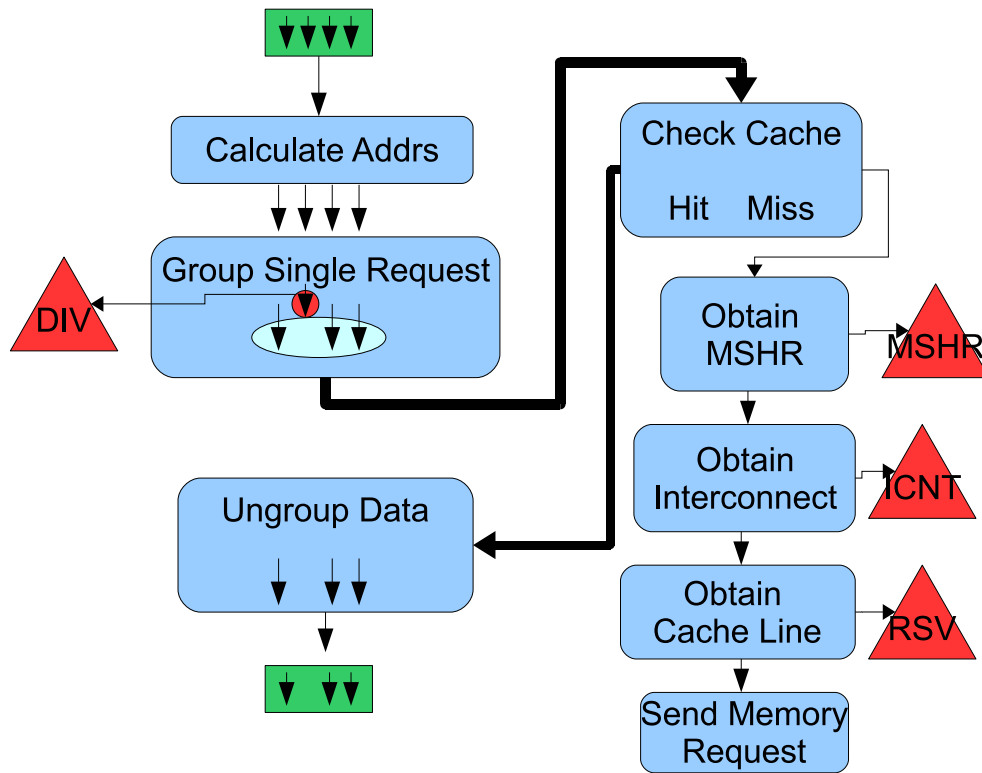 Calculate Addrs
Group Single Request
DIV
Ungroup Data
Check Cache
Hit Miss
Obtain
MSHR
MSHR
Obtain
Interconnect
ICNT
Obtain
Cache Line
RSV
Send Memory
Request